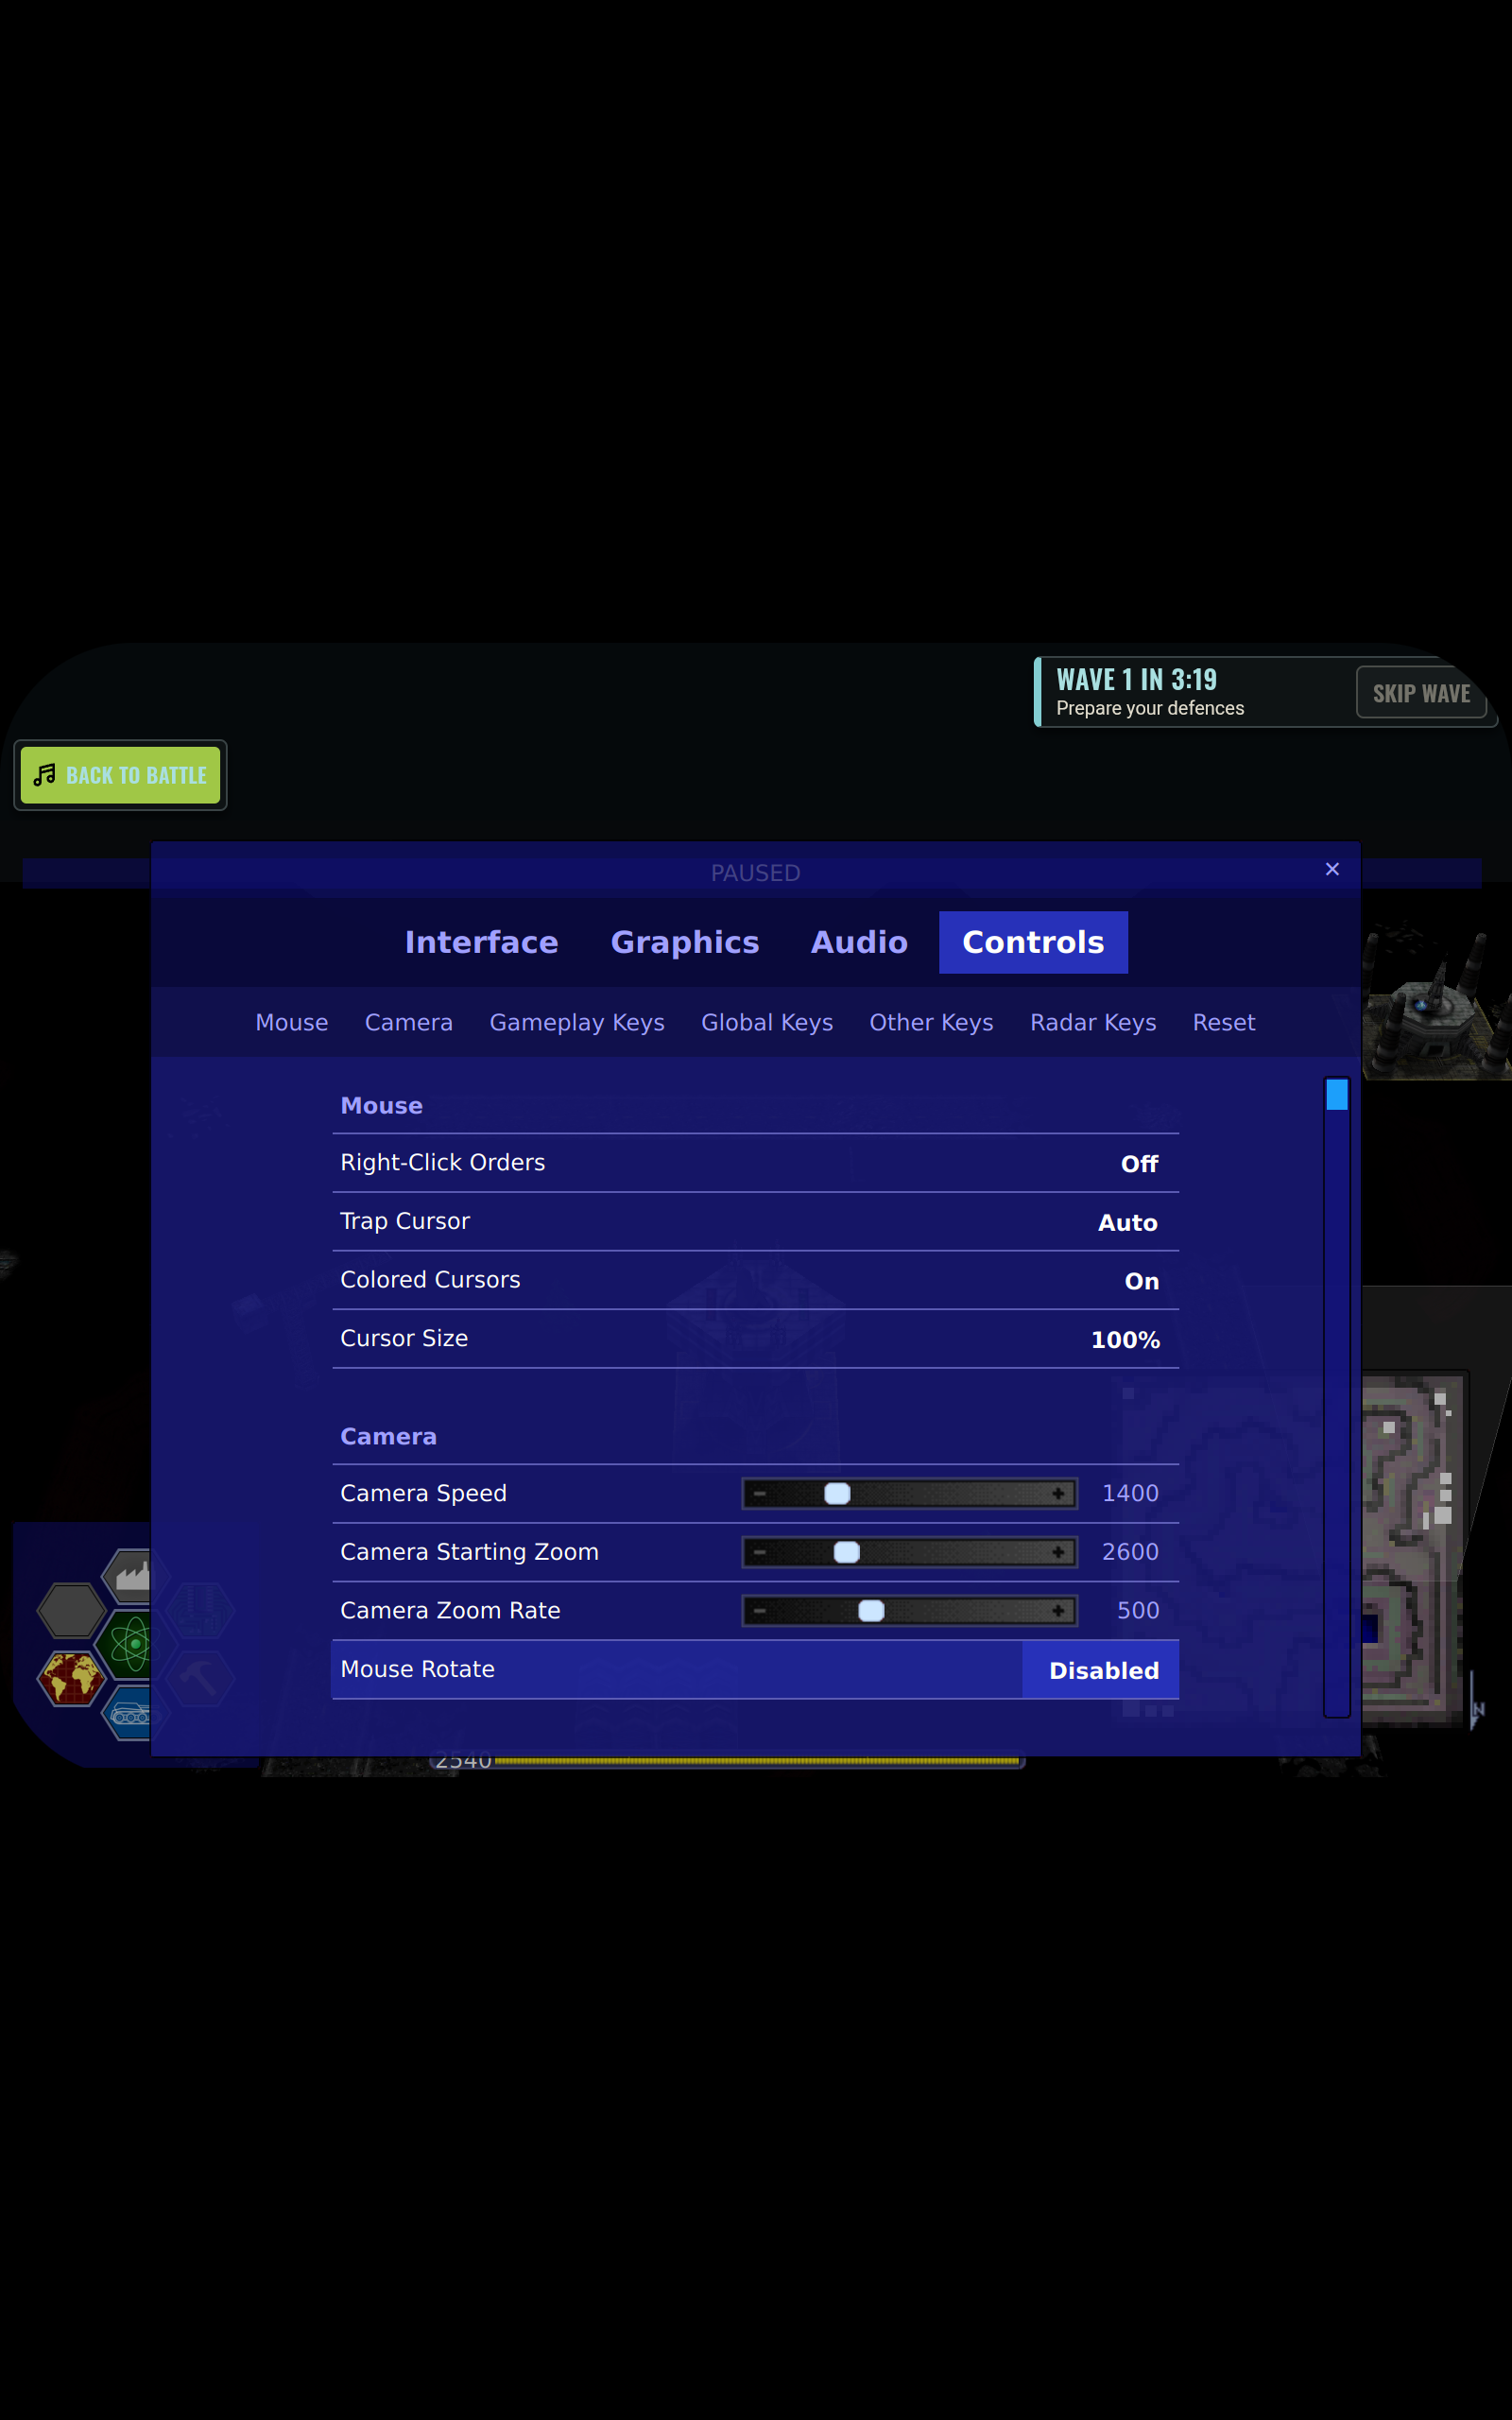 WAVE 1 IN 3:19
Prepare your defences
SKIP WAVE
BACK TO BATTLE
PAUSED
×
Interface Graphics Audio Controls
Mouse Camera Gameplay Keys Global Keys Other Keys Radar Keys Reset
Mouse
Right-Click Orders Off
Trap Cursor Auto
Colored Cursors On
Cursor Size 100%
Camera
Camera Speed - + 1400
Camera Starting Zoom - + 2600
Camera Zoom Rate - + 500
Mouse Rotate Disabled
N
2540